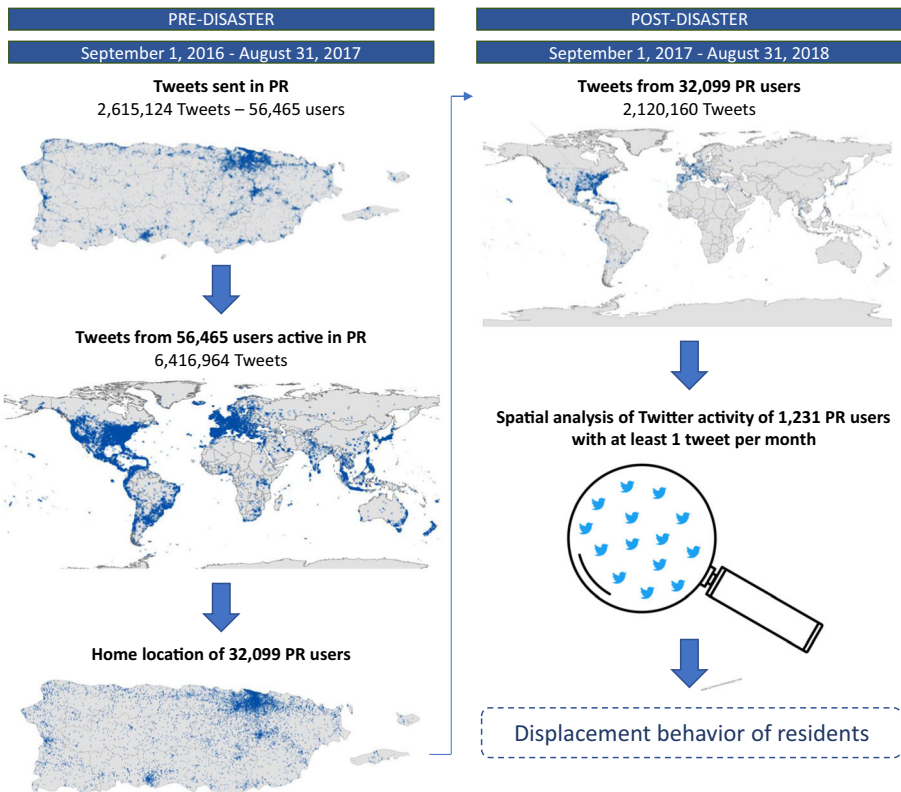 PRE-DISASTER
September 1, 2016 - August 31, 2017
Tweets sent in PR
2,615,124 Tweets – 56,465 users
Tweets from 56,465 users active in PR
6,416,964 Tweets
Home location of 32,099 PR users
POST-DISASTER
September 1, 2017 - August 31, 2018
Tweets from 32,099 PR users
2,120,160 Tweets
Spatial analysis of Twitter activity of 1,231 PR users
with at least 1 tweet per month
Displacement behavior of residents